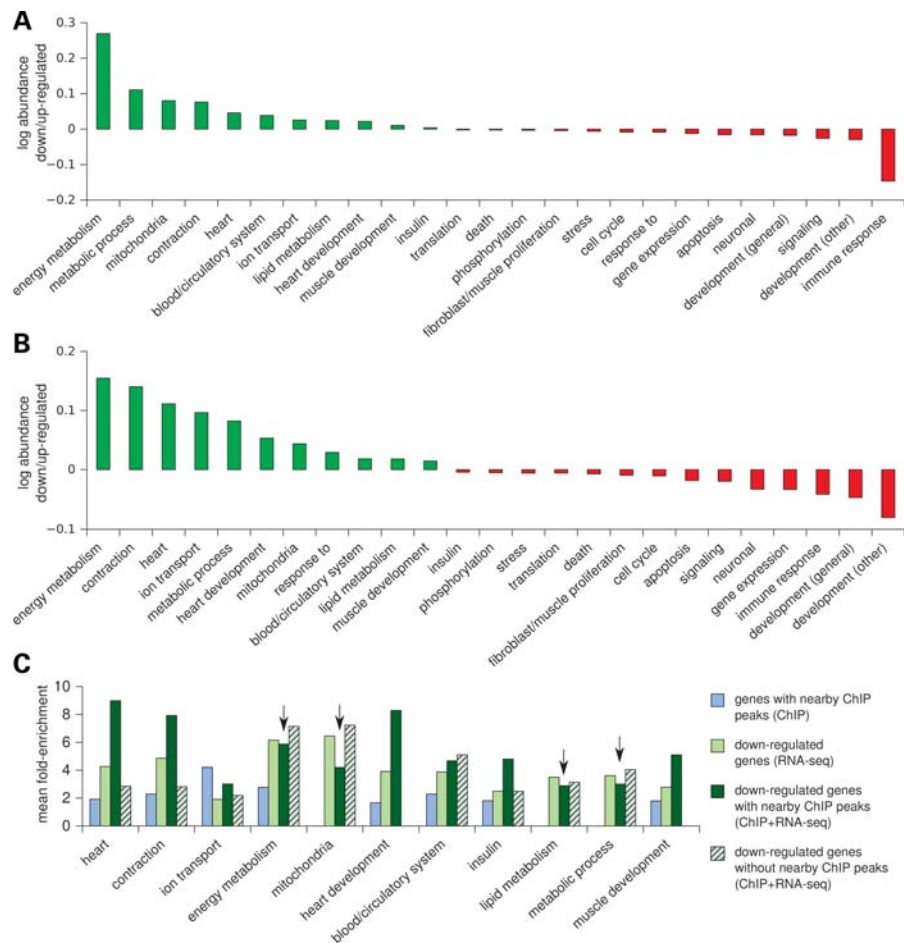 A
log abundance
down/up-regulated
0.3
0.2
0.1
0
−0.1
−0.2
energy metabolism
metabolic process
mitochondria
contraction
heart
blood/circulatory system
ion transport
lipid metabolism
heart development
muscle development
insulin
translation
death
phosphorylation
fibroblast/muscle proliferation
stress
cell cycle
response to
gene expression
apoptosis
neuronal
development (general)
signaling
development (other)
immune response
B
log abundance
down/up-regulated
0.2
0.1
0
−0.1
energy metabolism
contraction
heart
ion transport
metabolic process
heart development
mitochondria
response to
blood/circulatory system
lipid metabolism
muscle development
insulin
phosphorylation
stress
translation
death
fibroblast/muscle proliferation
cell cycle
apoptosis
signaling
neuronal
gene expression
immune response
development (general)
development (other)
C
mean fold-enrichment
10
8
6
4
2
0
heart
contraction
ion transport
energy metabolism
mitochondria
heart development
blood/circulatory system
insulin
lipid metabolism
metabolic process
muscle development
genes with nearby ChIP
peaks (ChIP)
down-regulated
genes (RNA-seq)
down-regulated genes
with nearby ChIP peaks
(ChIP+RNA-seq)
down-regulated genes
without nearby ChIP peaks
(ChIP+RNA-seq)